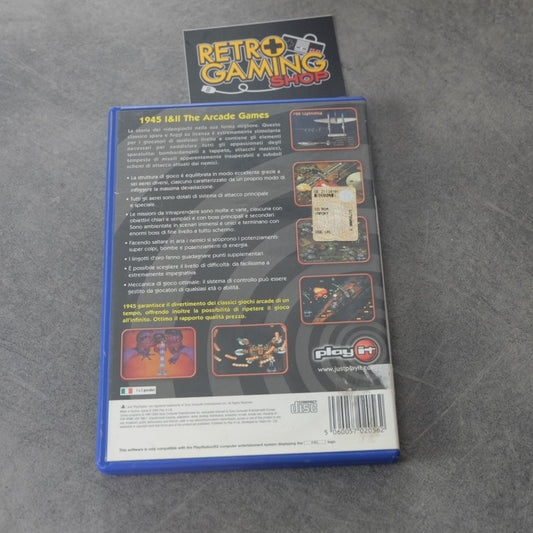 RETRO
GAMING
SHOP
1945 I&II The Arcade Games
La storia dei videogiochi nella sua forma migliore. Questo
classico spara e fuggi su licenza è estremamente stimolante
per i giocatori di qualsiasi livello e contiene gli elementi
necessari per soddisfare tutti gli appassionati degli
sparatutto: bombardamenti a tappeto, attacchi massicci,
tempeste di missili apparentemente insuperabili e subdoli
schemi di attacco attuati dai nemici.
• La struttura di gioco è equilibrata in modo eccellente grazie a
sei aerei diversi, ciascuno caratterizzato da un proprio modo di
infliggere la massima devastazione.
• Tutti gli aerei sono dotati di sistema di attacco principale
e speciale.
• Le missioni da intraprendere sono molte e varie, ciascuna con
obiettivi chiari e semplici e con boss principali e secondari.
Sono ambientate in scenari immensi e unici e terminano con
enormi boss di fine livello a tutto schermo.
• Facendo saltare in aria i nemici si scoprono i potenziamenti:
super colpi, bombe e potenziamenti di energia.
• I lingotti d'oro fanno guadagnare punti supplementari.
• È possibile scegliere il livello di difficoltà: da facilissima a
estremamente impegnativa.
• Meccanica di gioco ottimale: il sistema di controllo può essere
gestito da giocatori di qualsiasi età o abilità.
1945 garantisce il divertimento dei classici giochi arcade di un
tempo, offrendo inoltre la possibilità di ripetere il gioco
all'infinito. Ottimo il rapporto qualità prezzo.
Lightning
play it
www.justplayit.com
1 o 2 giocatori
COMPACT
disc
5 060057 020382
This software is only compatible with the PlayStation®2 computer entertainment system displaying the PAL logo.